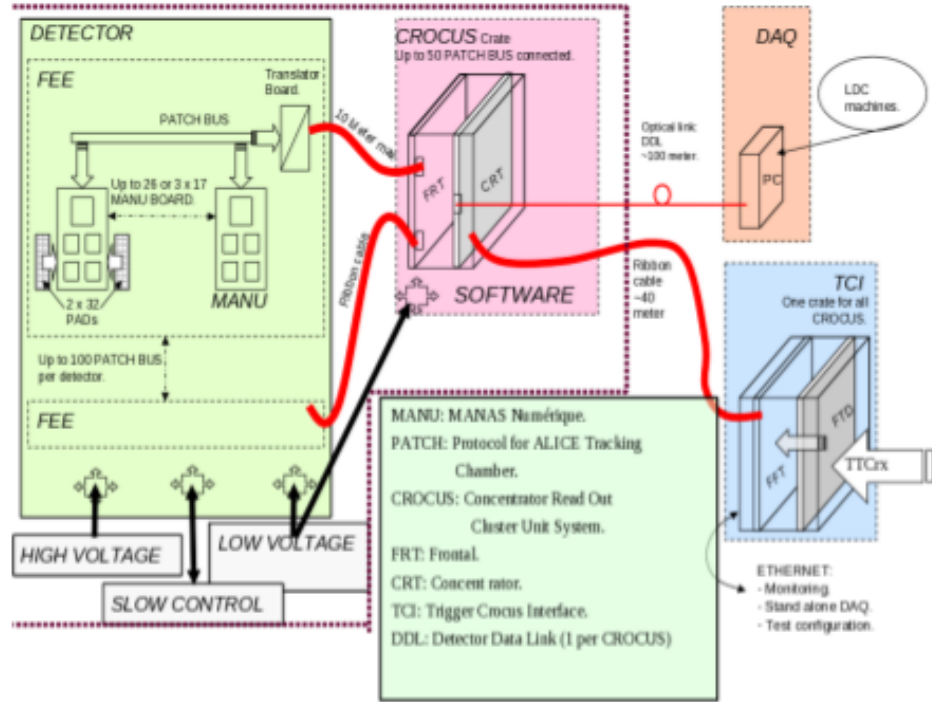 DETECTOR
FEE
Translator
Board.
PATCH BUS
Up to 26 or 3 x 17
MANU BOARD.
MANU
2 x 32
PADs
Up to 100 PATCH BUS
per detector.
FEE
HIGH VOLTAGE
SLOW CONTROL
LOW VOLTAGE
10 Meter
Ribbon cable
CROCUS Crate
Up to 50 PATCH BUS connected.
FRT
CRT
SOFTWARE
Optical link
DDL
~100 meter.
DAQ
LDC
machines.
PC
Ribbon
cable
~40
meter
TCI
One crate for all
CROCUS.
FFT
FTD
TTCrx
ETHERNET:
- Monitoring.
- Stand alone DAQ.
- Test configuration.
MANU: MANAS Numérique.
PATCH: Protocol for ALICE Tracking
Chamber.
CROCUS: Concentrator Read Out
Cluster Unit System.
FRT: Frontal.
CRT: Concent rator.
TCI: Trigger Crocus Interface.
DDL: Detector Data Link (1 per CROCUS)